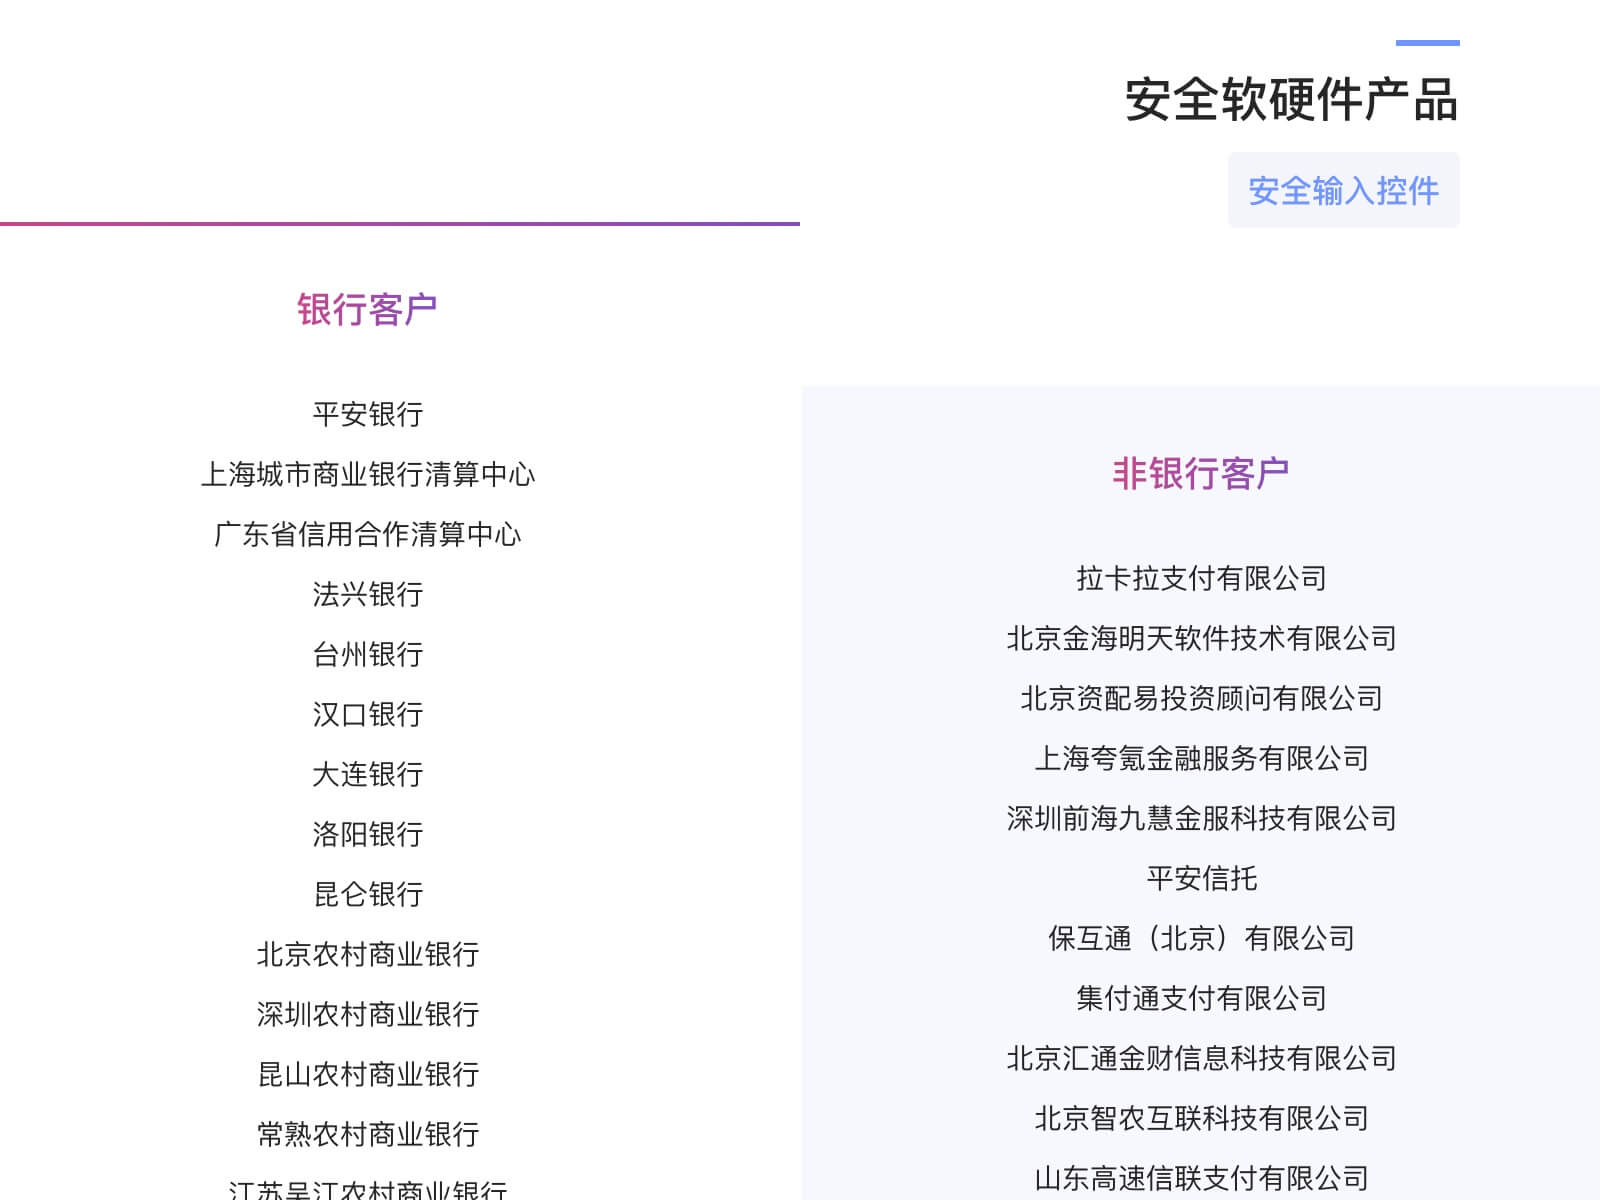 安全软硬件产品
安全输入控件
银行客户
平安银行
上海城市商业银行清算中心
广东省信用合作清算中心
法兴银行
台州银行
汉口银行
大连银行
洛阳银行
昆仑银行
北京农村商业银行
深圳农村商业银行
昆山农村商业银行
常熟农村商业银行
江苏吴江农村商业银行
非银行客户
拉卡拉支付有限公司
北京金海明天软件技术有限公司
北京资配易投资顾问有限公司
上海夸氪金融服务有限公司
深圳前海九慧金服科技有限公司
平安信托
保互通（北京）有限公司
集付通支付有限公司
北京汇通金财信息科技有限公司
北京智农互联科技有限公司
山东高速信联支付有限公司